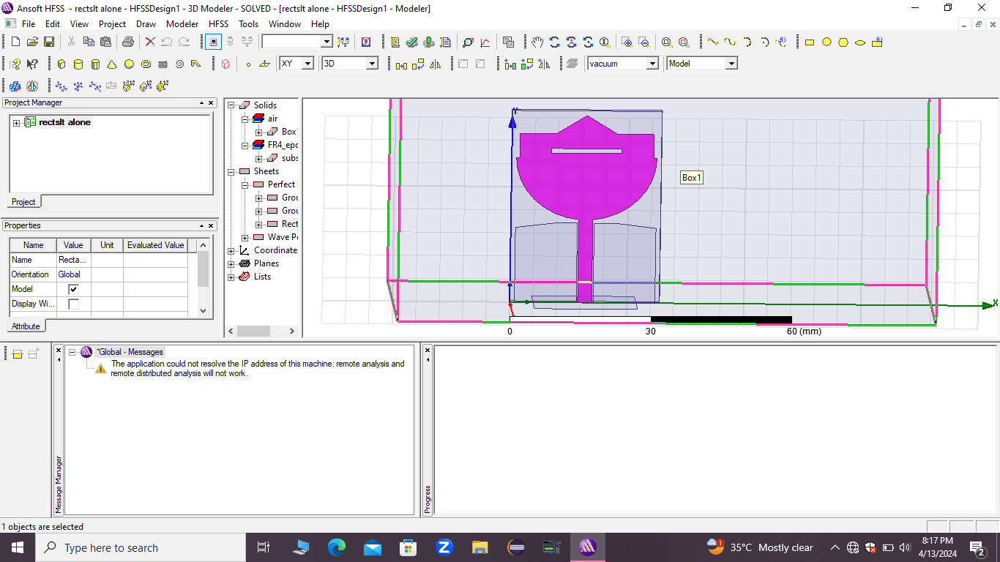 Ansoft HFSS - rectslt alone - HFSSDesign1 - 3D Modeler - SOLVED - [rectslt alone - HFSSDesign1 - Modeler]
File Edit View Project Draw Modeler HFSS Tools Window Help
XY 3D vacuum Model
Project Manager
rectslt alone
Project
Properties
Name Value Unit Evaluated Value
Name Recta...
Orientation Global
Model
Display Wi...
Attribute
Solids
air
Box
FR4_epo
subs
Sheets
Perfect
Grou
Grou
Rect
Wave Po
Coordinate
Planes
Lists
Y
Box1
X
0 30 60 (mm)
*Global - Messages
The application could not resolve the IP address of this machine: remote analysis and
remote distributed analysis will not work.
Message Manager
Progress
1 objects are selected
Type here to search
Z
1
35°C Mostly clear
8:17 PM
4/13/2024
2